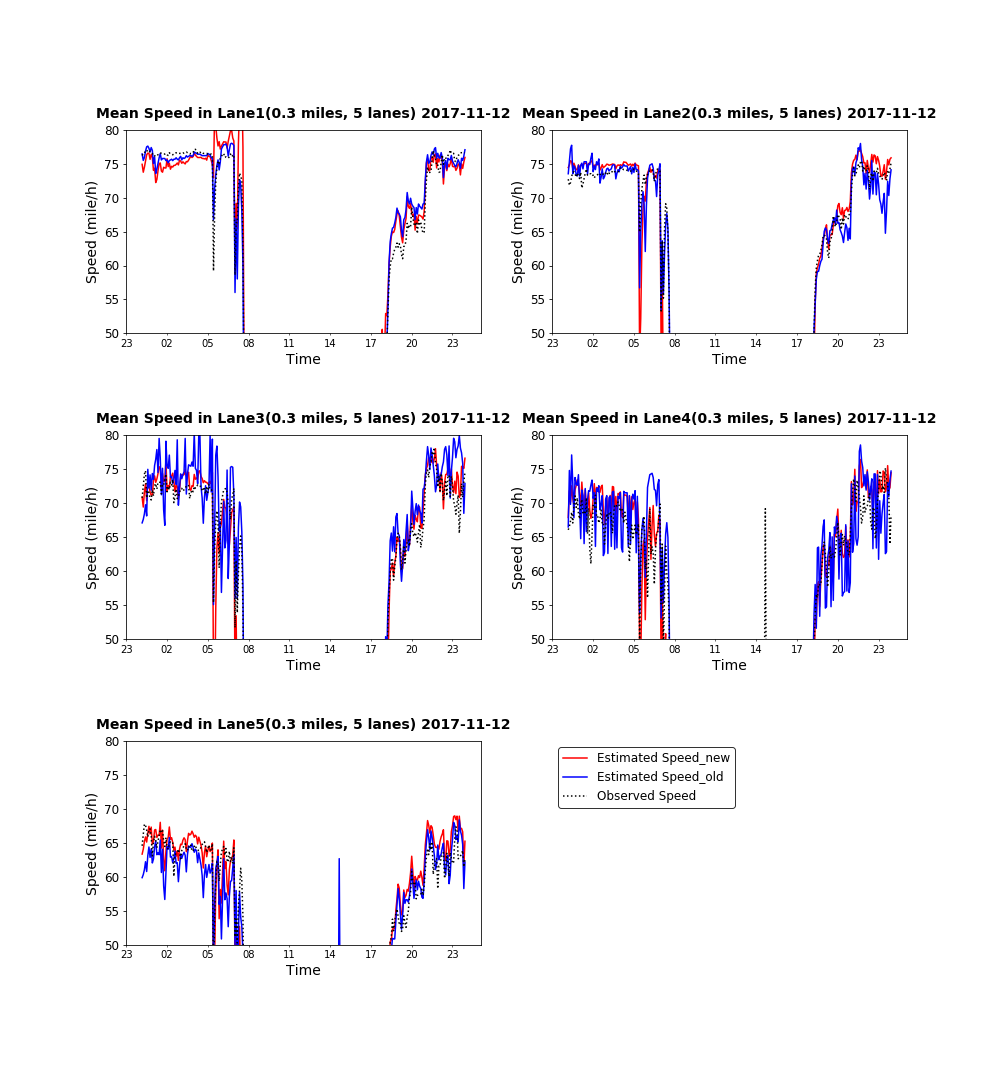 Mean Speed in Lane1(0.3 miles, 5 lanes) 2017-11-12
80
75
70
65
60
55
50
Speed (mile/h)
23 02 05 08 11 14 17 20 23
Time
Mean Speed in Lane2(0.3 miles, 5 lanes) 2017-11-12
80
75
70
65
60
55
50
Speed (mile/h)
23 02 05 08 11 14 17 20 23
Time
Mean Speed in Lane3(0.3 miles, 5 lanes) 2017-11-12
80
75
70
65
60
55
50
Speed (mile/h)
23 02 05 08 11 14 17 20 23
Time
Mean Speed in Lane4(0.3 miles, 5 lanes) 2017-11-12
80
75
70
65
60
55
50
Speed (mile/h)
23 02 05 08 11 14 17 20 23
Time
Mean Speed in Lane5(0.3 miles, 5 lanes) 2017-11-12
80
75
70
65
60
55
50
Speed (mile/h)
23 02 05 08 11 14 17 20 23
Time
Estimated Speed_new
Estimated Speed_old
Observed Speed